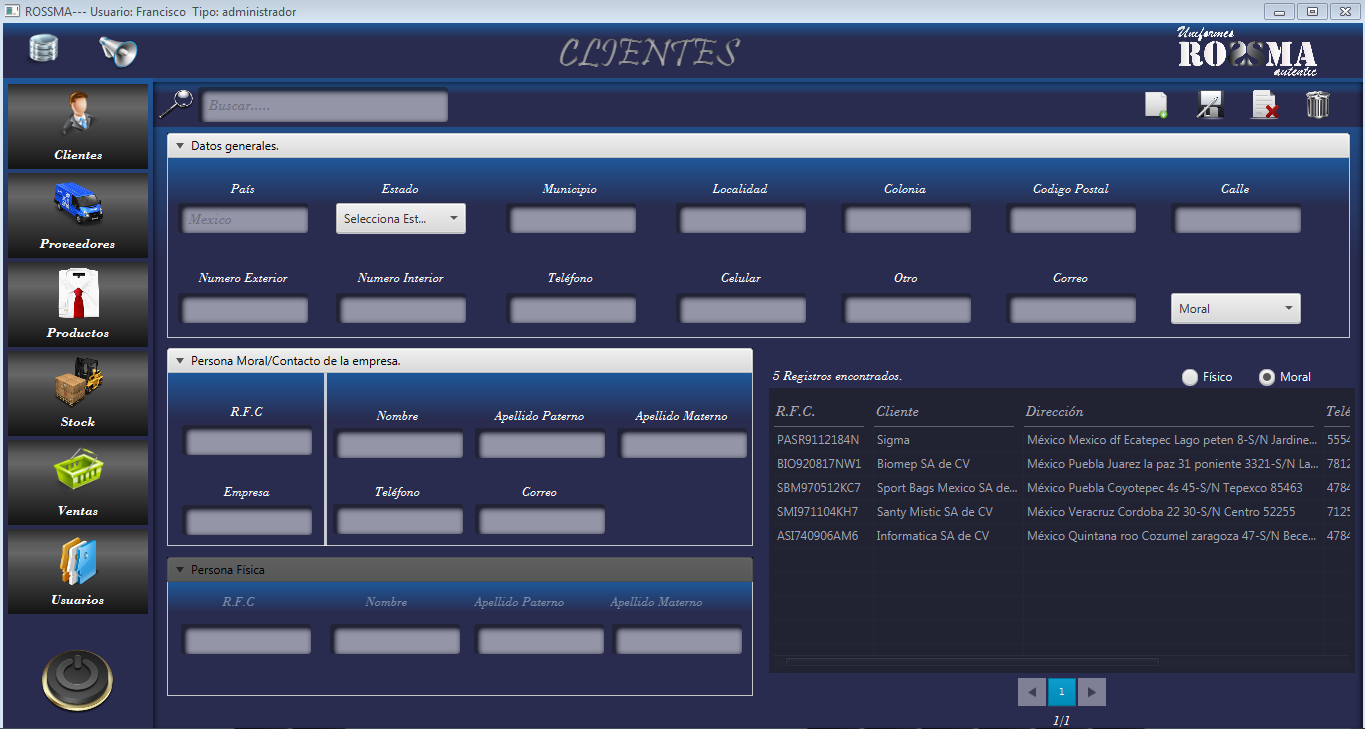 ROSSMA--- Usuario: Francisco Tipo: administrador
CLIENTES
Uniformes
ROSSMA
autentic
Buscar.....
Clientes
Proveedores
Productos
Stock
Ventas
Usuarios
Datos generales.
País Estado Municipio Localidad Colonia Codigo Postal Calle
Mexico Selecciona Est...
Numero Exterior Numero Interior Teléfono Celular Otro Correo
Moral
Persona Moral/Contacto de la empresa.
R.F.C Nombre Apellido Paterno Apellido Materno
Empresa Teléfono Correo
Persona Física
R.F.C Nombre Apellido Paterno Apellido Materno
5 Registros encontrados. Físico Moral
R.F.C. Cliente Dirección Telé
PASR9112184N Sigma México Mexico df Ecatepec Lago peten 8-S/N Jardine... 5554
BIO920817NW1 Biomep SA de CV México Puebla Juarez la paz 31 poniente 3321-S/N La... 7812
SBM970512KC7 Sport Bags Mexico SA de... México Puebla Coyotepec 4s 45-S/N Tepexco 85463 4784
SMI971104KH7 Santy Mistic SA de CV México Veracruz Cordoba 22 30-S/N Centro 52255 7125
ASI740906AM6 Informatica SA de CV México Quintana roo Cozumel zaragoza 47-S/N Bece... 4784
1
1/1